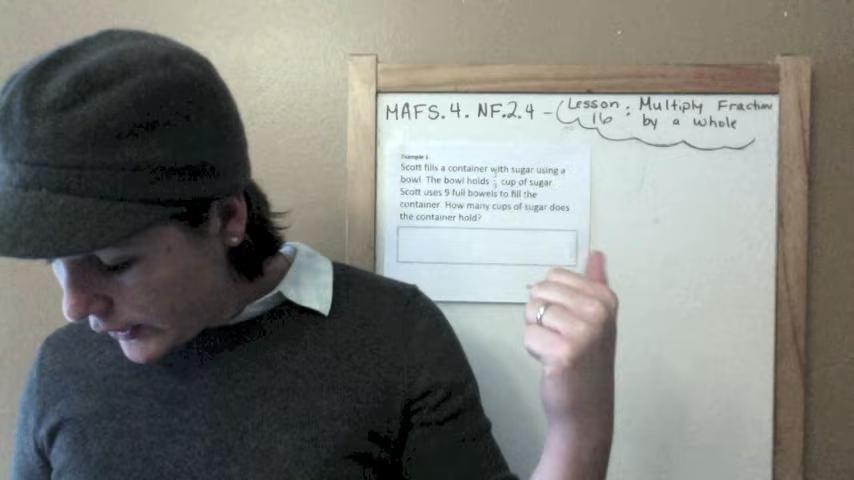 MAFS.4.NF.2.4 - Lesson : Multiply Fraction
16 by a whole
Example 1
Scott fills a container with sugar using a
bowl. The bowl holds cup of sugar.
Scott uses 9 full bowels to fill the
container. How many cups of sugar does
the container hold?